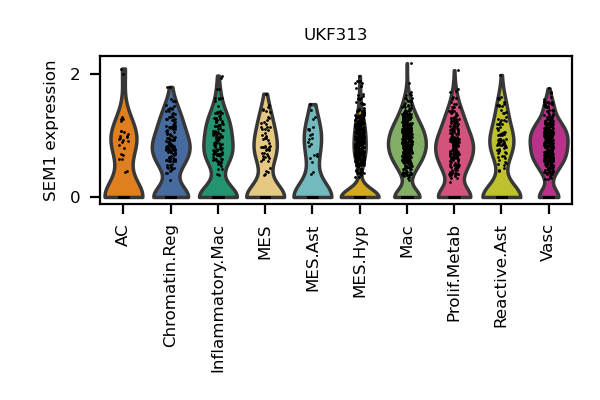 UKF313
SEM1 expression
2
0
AC
Chromatin.Reg
Inflammatory.Mac
MES
MES.Ast
MES.Hyp
Mac
Prolif.Metab
Reactive.Ast
Vasc